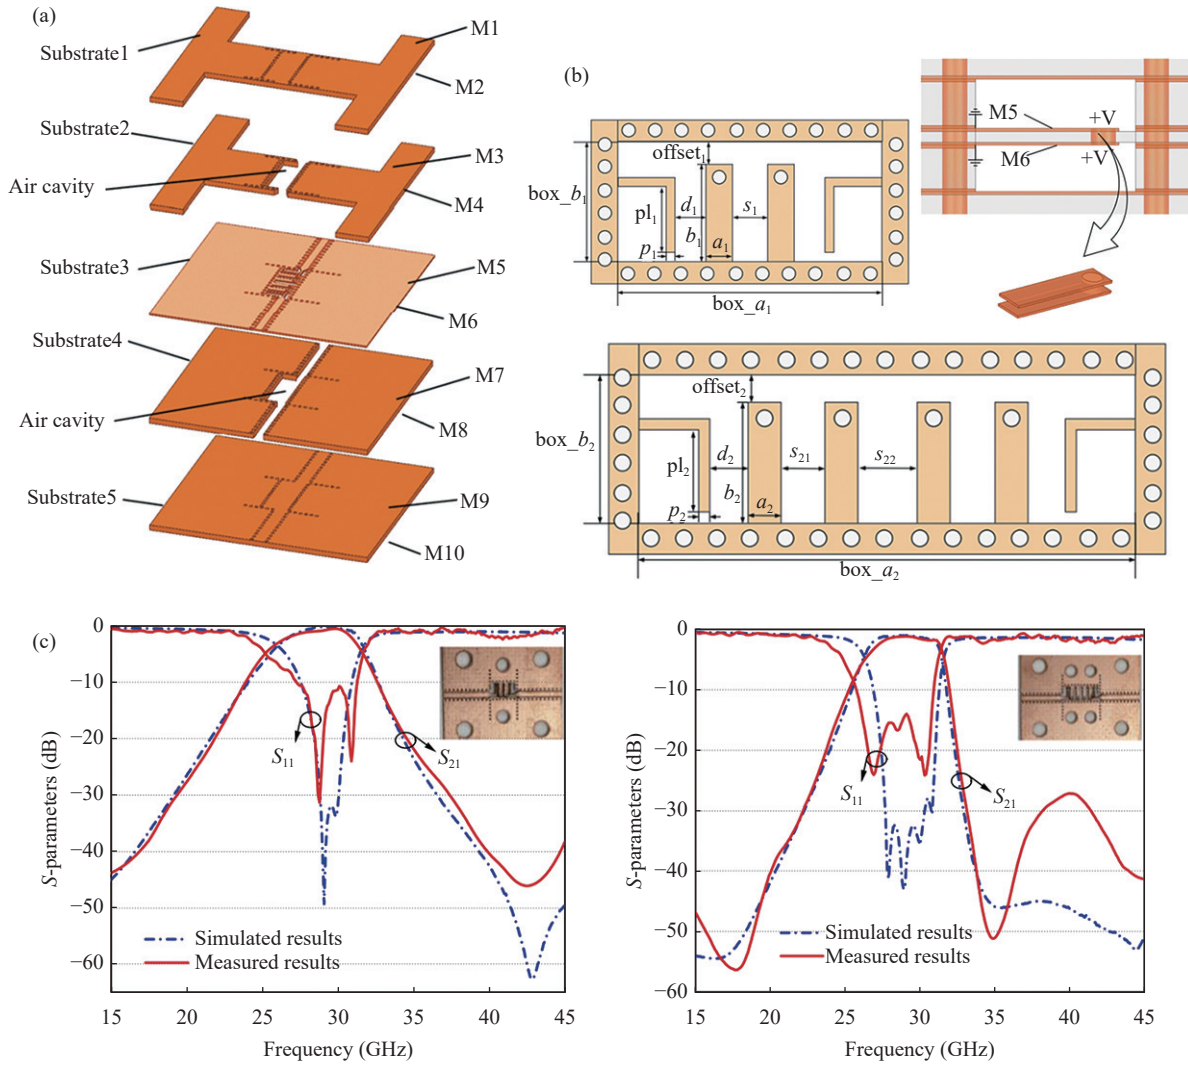 (a)
Substrate1
M1
M2
Substrate2
Air cavity
M3
M4
Substrate3
M5
M6
Substrate4
Air cavity
M7
M8
Substrate5
M9
M10
(b)
offset₁
box_b₁
pl₁
d₁
s₁
b₁
a₁
p₁
box_a₁
M5
+V
M6
+V
offset₂
box_b₂
pl₂
d₂
s₂₁
s₂₂
b₂
a₂
p₂
box_a₂
(c)
0
−10
−20
−30
−40
−50
−60
S-parameters (dB)
S₁₁
S₂₁
Simulated results
Measured results
15
20
25
30
35
40
45
Frequency (GHz)
0
−10
−20
−30
−40
−50
−60
S-parameters (dB)
S₁₁
S₂₁
Simulated results
Measured results
15
20
25
30
35
40
45
Frequency (GHz)